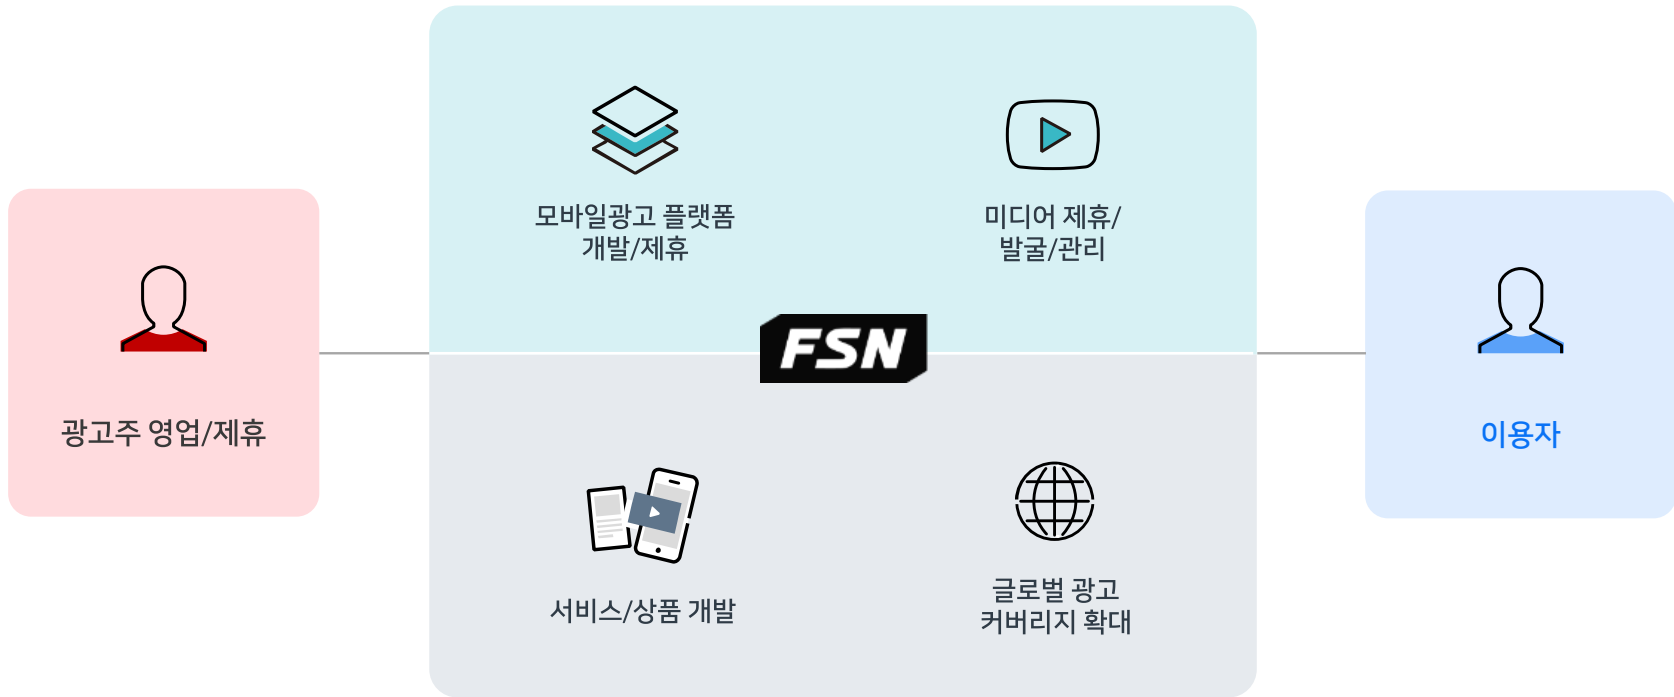 모바일광고 플랫폼
개발/제휴
미디어 제휴/
발굴/관리
FSN
광고주 영업/제휴
이용자
서비스/상품 개발
글로벌 광고
커버리지 확대